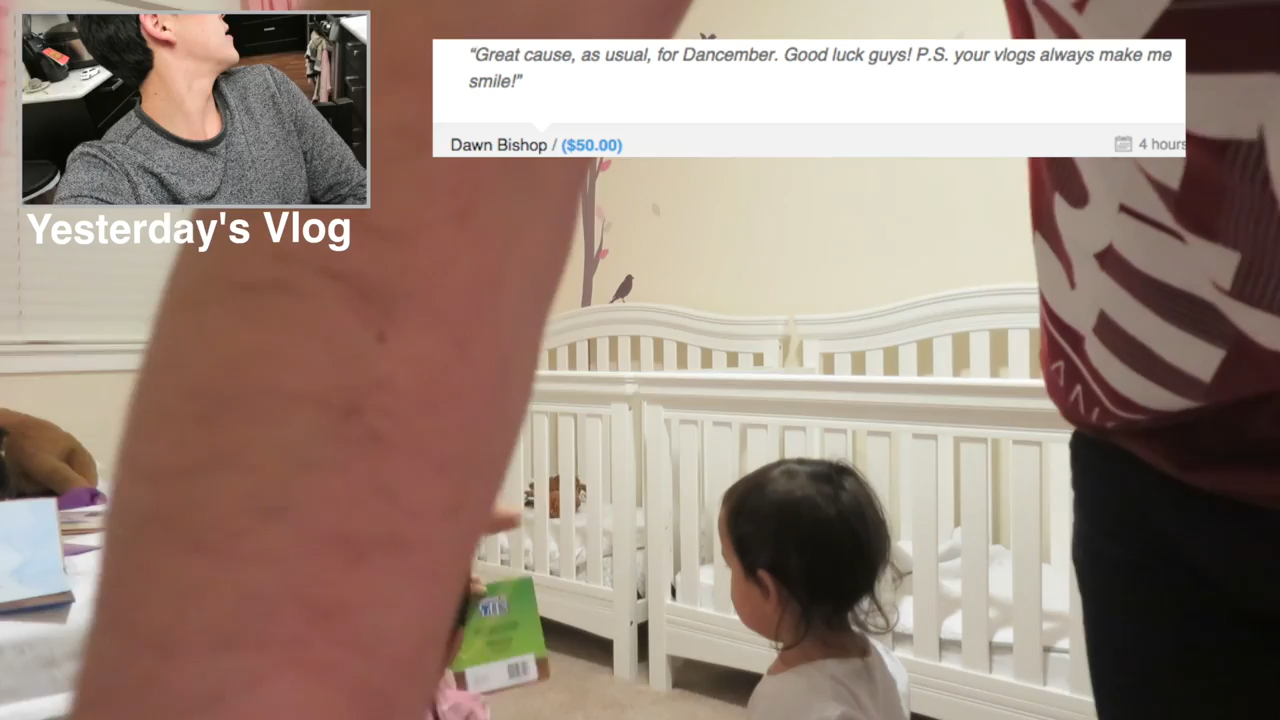 "Great cause, as usual, for Dancember. Good luck guys! P.S. your vlogs always make me
smile!"
Dawn Bishop / ($50.00)
4 hours
Yesterday's Vlog